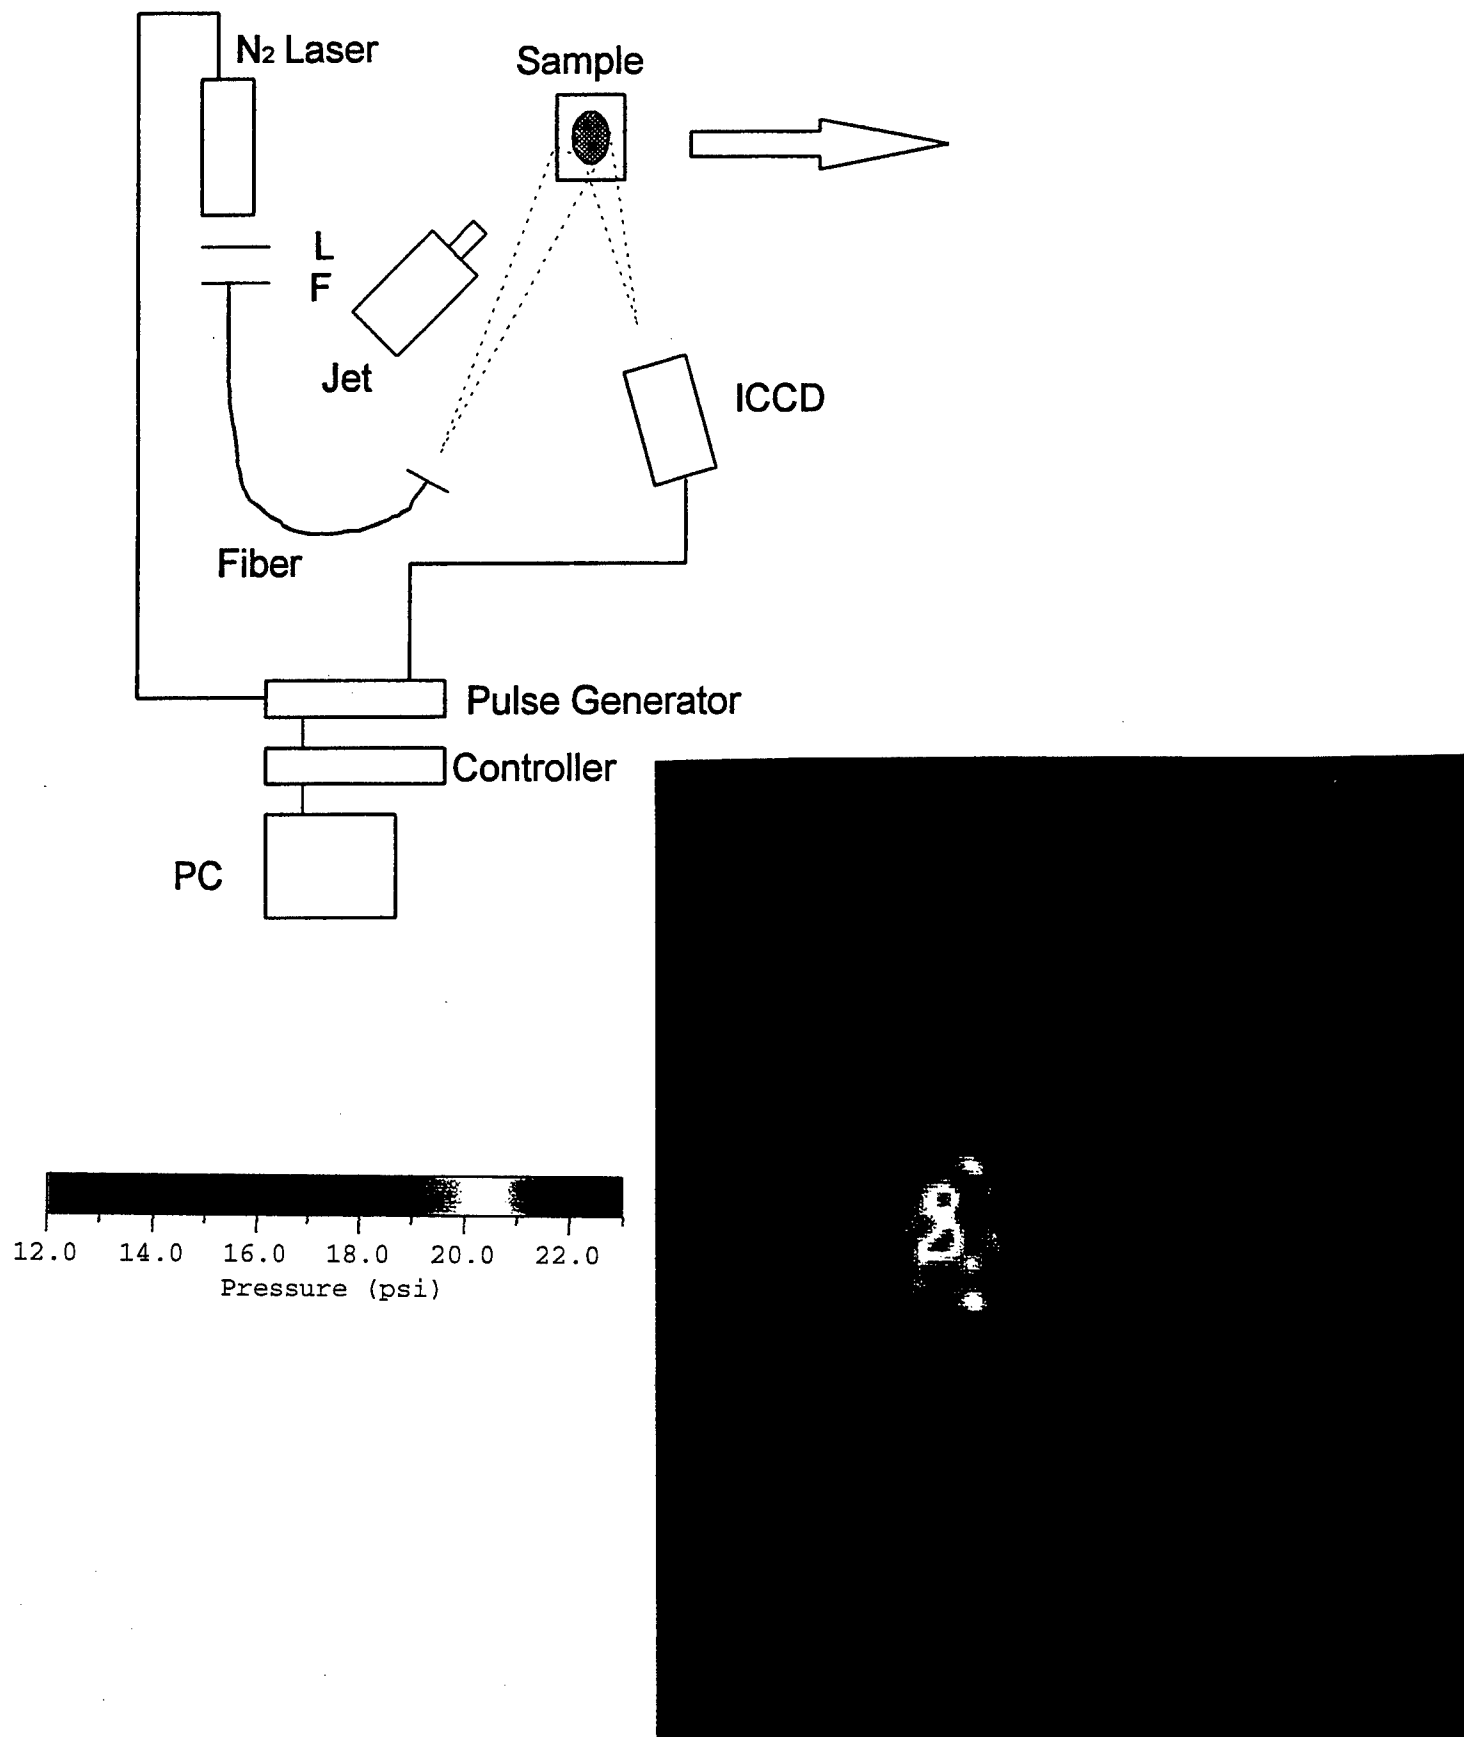 N2 Laser
Sample
L
F
Jet
ICCD
Fiber
Pulse Generator
Controller
PC
12.0 14.0 16.0 18.0 20.0 22.0
Pressure (psi)